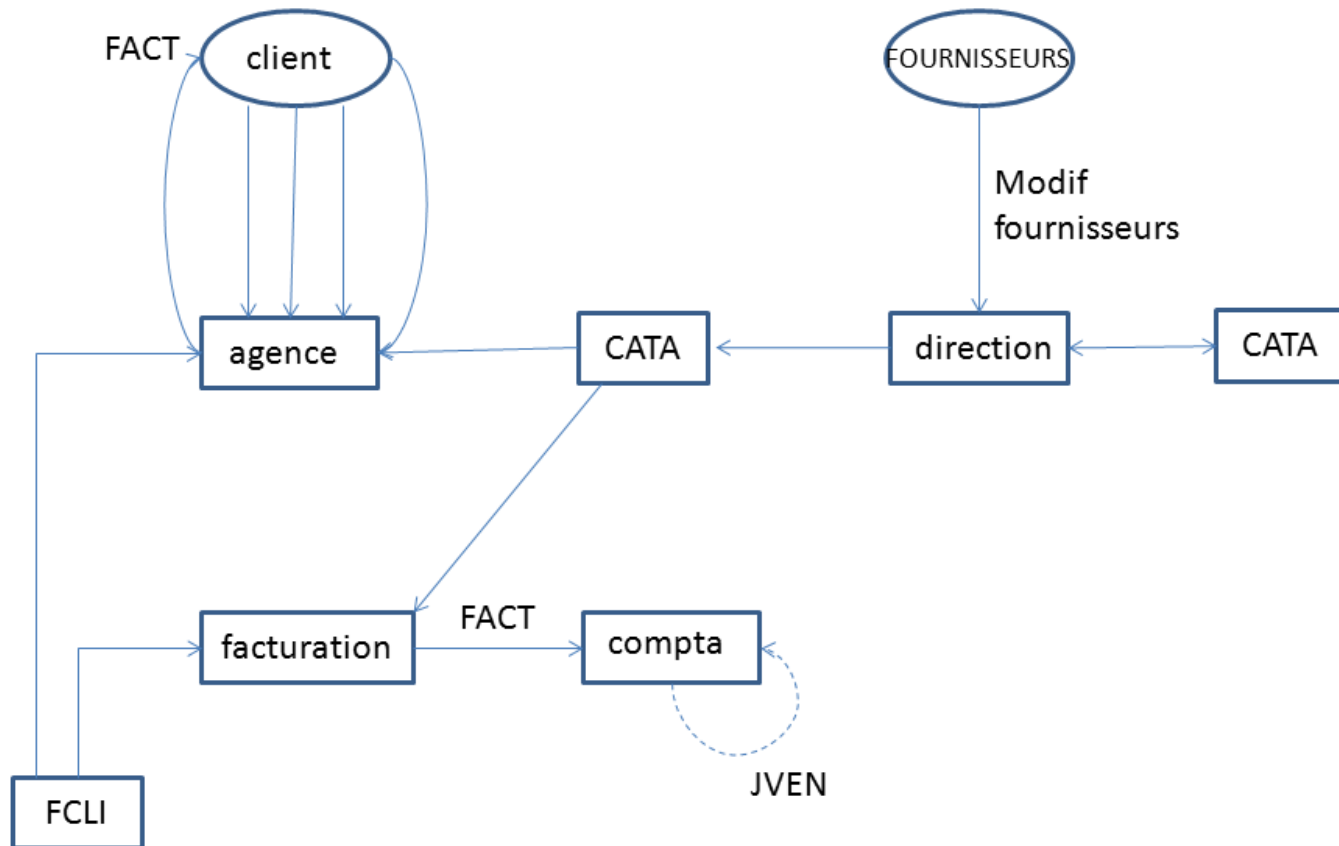 FACT
client
FOURNISSEURS
Modif
fournisseurs
agence
CATA
direction
CATA
facturation
FACT
compta
JVEN
FCLI